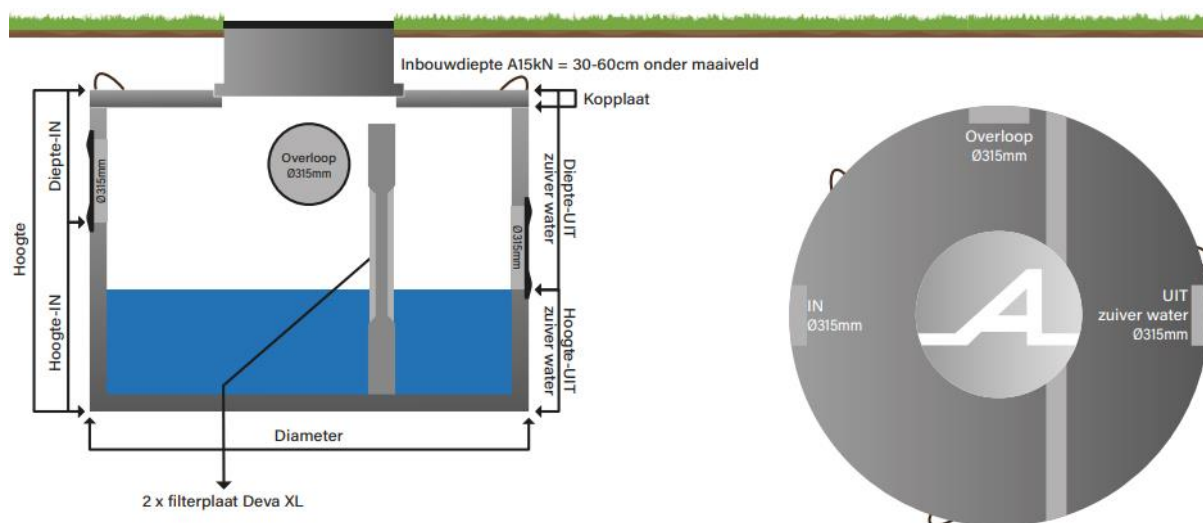 Inbouwdiepte A15kN = 30-60cm onder maaiveld
Kopplaat
Hoogte
Diepte-IN
Hoogte-IN
Ø315mm
Overloop
Ø315mm
Ø315mm
Diepte-UIT
zuiver water
Hoogte-UIT
zuiver water
Diameter
2 x filterplaat Deva XL
Overloop
Ø315mm
IN
Ø315mm
UIT
zuiver water
Ø315mm